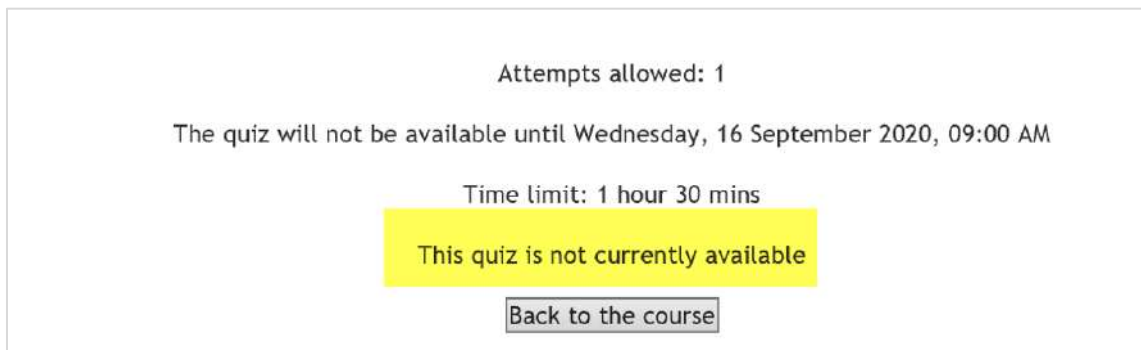 Attempts allowed: 1
The quiz will not be available until Wednesday, 16 September 2020, 09:00 AM
Time limit: 1 hour 30 mins
This quiz is not currently available
Back to the course